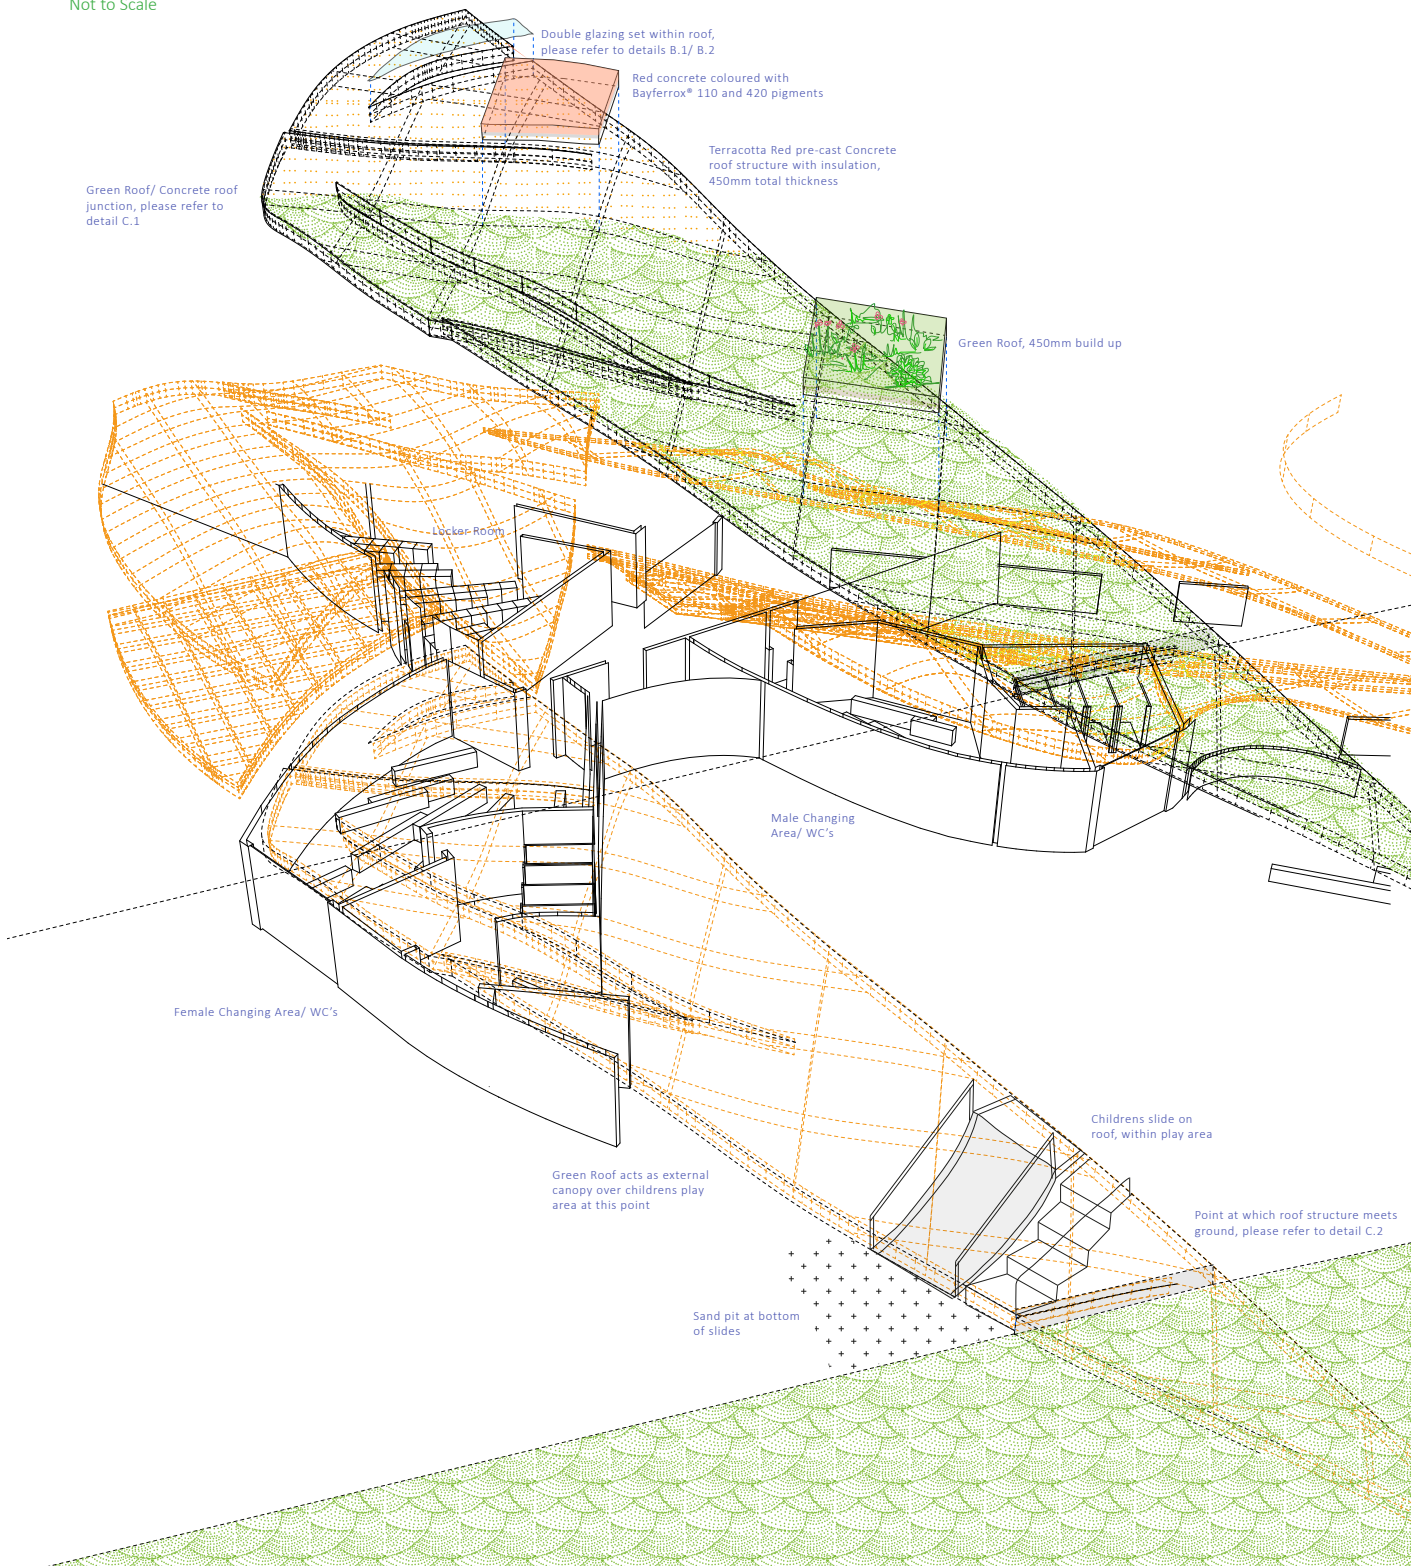 Not to Scale
Double glazing set within roof,
please refer to details B.1/ B.2
Red concrete coloured with
Bayferrox® 110 and 420 pigments
Terracotta Red pre-cast Concrete
roof structure with insulation,
450mm total thickness
Green Roof/ Concrete roof
junction, please refer to
detail C.1
Green Roof, 450mm build up
Locker Room
Male Changing
Area/ WC's
Female Changing Area/ WC's
Childrens slide on
roof, within play area
Green Roof acts as external
canopy over childrens play
area at this point
Point at which roof structure meets
ground, please refer to detail C.2
Sand pit at bottom
of slides